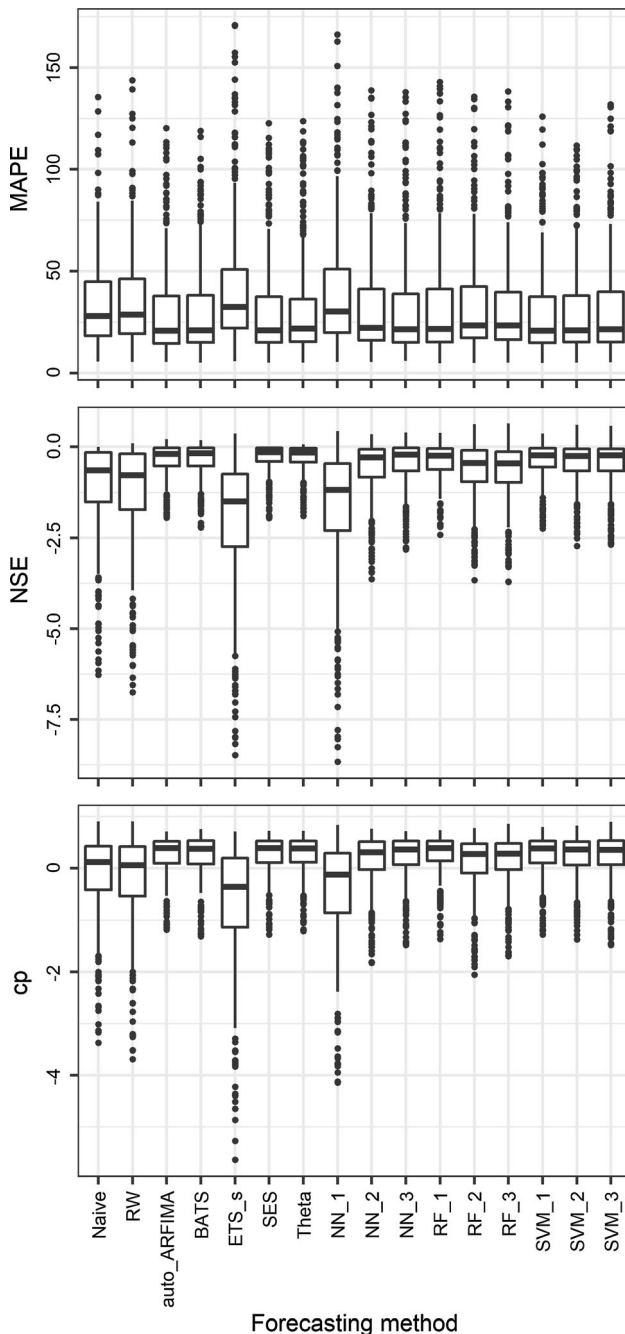 MAPE
150
100
50
0
NSE
0.0
-2.5
-5.0
-7.5
cp
0
-2
-4
Naive
RW
auto_ARFIMA
BATS
ETS_s
SES
Theta
NN_1
NN_2
NN_3
RF_1
RF_2
RF_3
SVM_1
SVM_2
SVM_3
Forecasting method